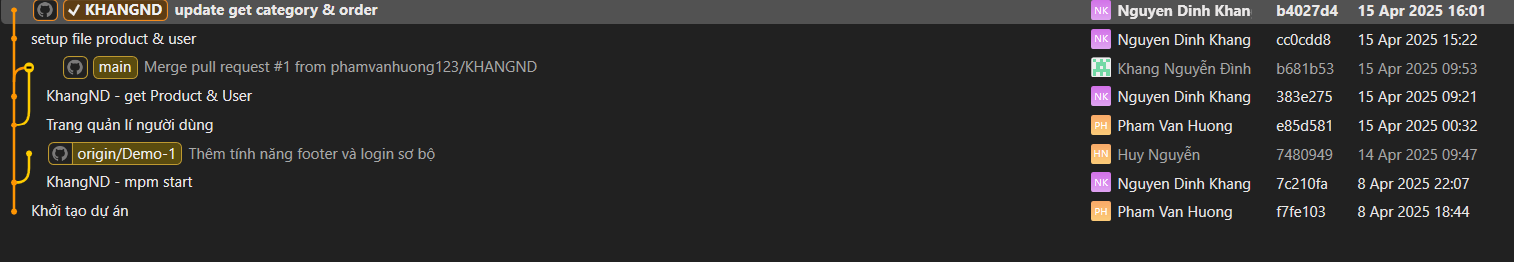 ✓ KHANGND update get category & order NK Nguyen Dinh Khan b4027d4 15 Apr 2025 16:01
setup file product & user NK Nguyen Dinh Khang cc0cdd8 15 Apr 2025 15:22
main Merge pull request #1 from phamvanhuong123/KHANGND Khang Nguyễn Đình b681b53 15 Apr 2025 09:53
KhangND - get Product & User NK Nguyen Dinh Khang 383e275 15 Apr 2025 09:21
Trang quản lí người dùng PH Pham Van Huong e85d581 15 Apr 2025 00:32
origin/Demo-1 Thêm tính năng footer và login sơ bộ HN Huy Nguyễn 7480949 14 Apr 2025 09:47
KhangND - mpm start NK Nguyen Dinh Khang 7c210fa 8 Apr 2025 22:07
Khởi tạo dự án PH Pham Van Huong f7fe103 8 Apr 2025 18:44